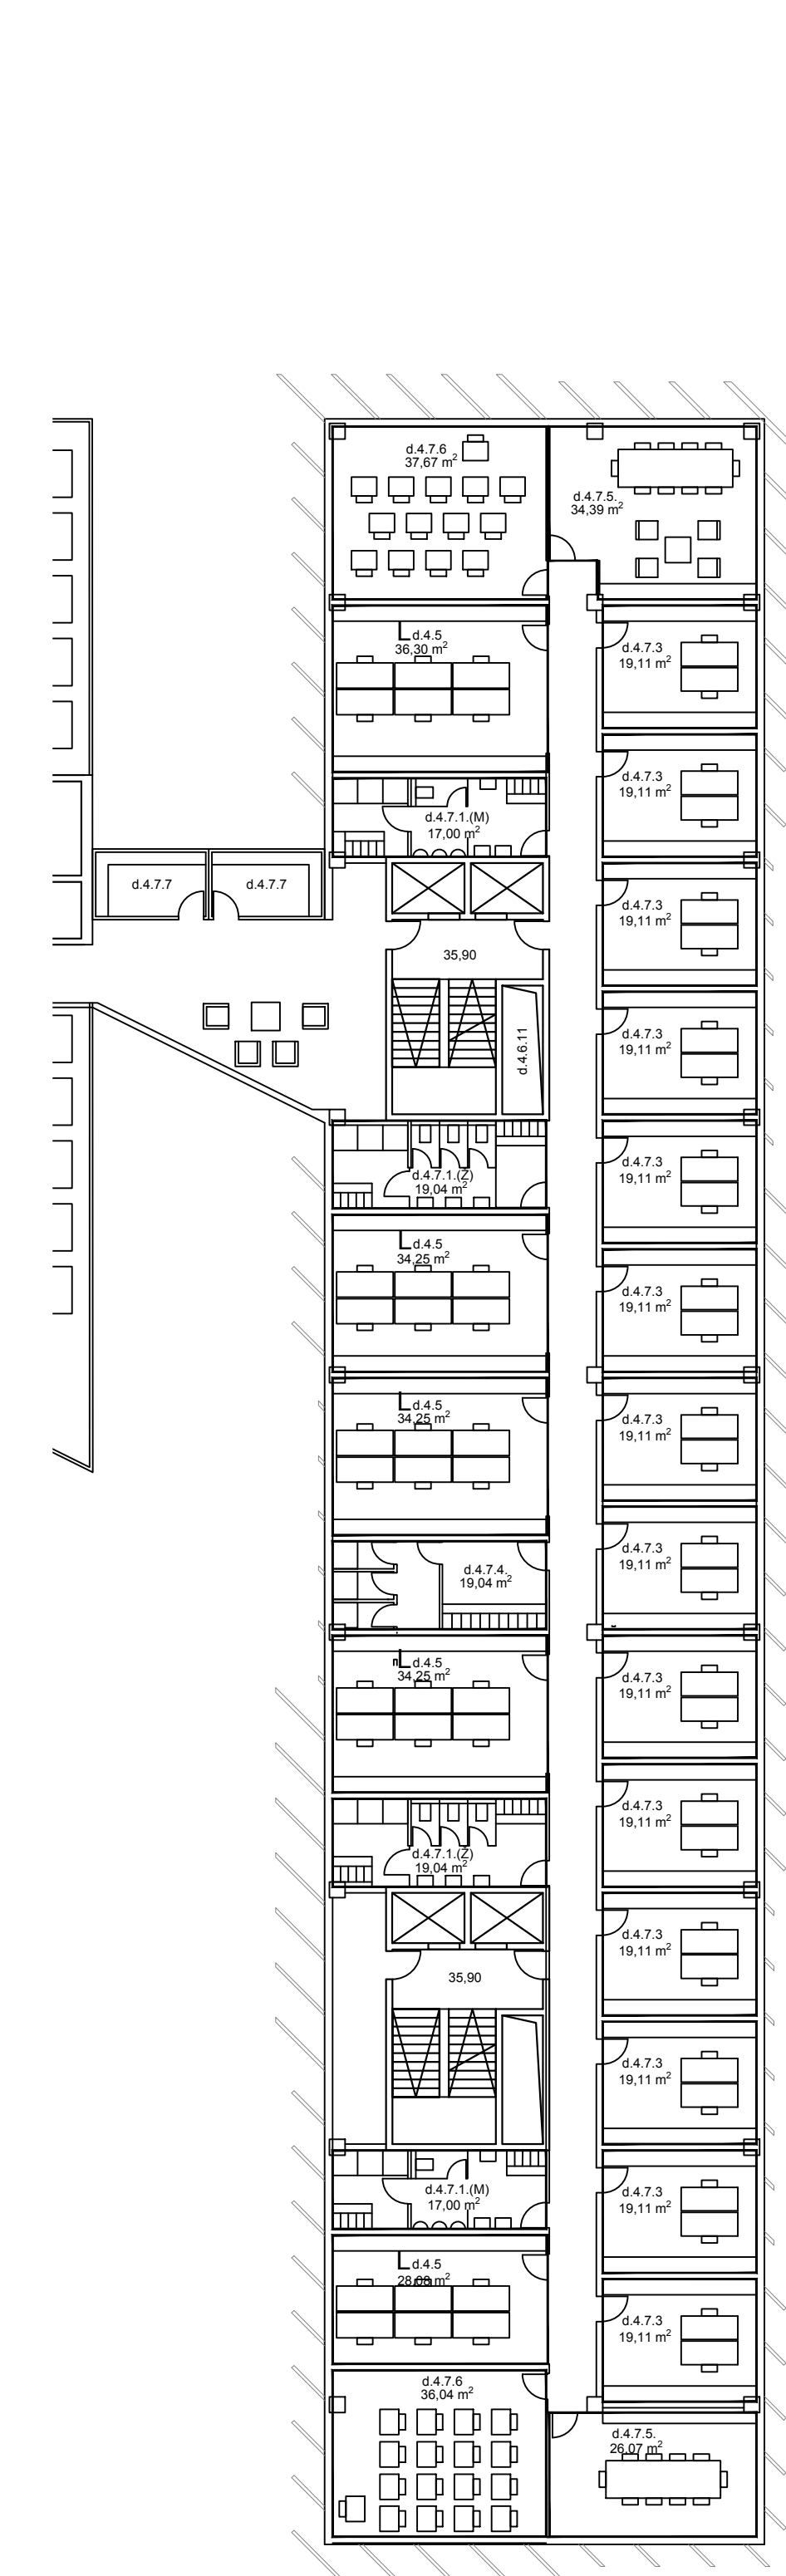 d.4.7.6
37,67 m²
d.4.7.5.
34,39 m²
d.4.5
36,30 m²
d.4.7.3
19,11 m²
d.4.7.3
19,11 m²
d.4.7.1.(M)
17,00 m²
d.4.7.7
d.4.7.7
d.4.7.3
19,11 m²
35,90
d.4.6.11
d.4.7.3
19,11 m²
d.4.7.1.(Ž)
19,04 m²
d.4.7.3
19,11 m²
d.4.5
34,25 m²
d.4.7.3
19,11 m²
d.4.5
34,25 m²
d.4.7.3
19,11 m²
d.4.7.4.
19,04 m²
d.4.7.3
19,11 m²
d.4.5
34,25 m²
d.4.7.3
19,11 m²
d.4.7.1.(Ž)
19,04 m²
d.4.7.3
19,11 m²
35,90
d.4.7.3
19,11 m²
d.4.7.3
19,11 m²
d.4.7.1.(M)
17,00 m²
d.4.7.3
19,11 m²
d.4.5
28,08 m²
d.4.7.3
19,11 m²
d.4.7.6
36,04 m²
d.4.7.5.
26,07 m²